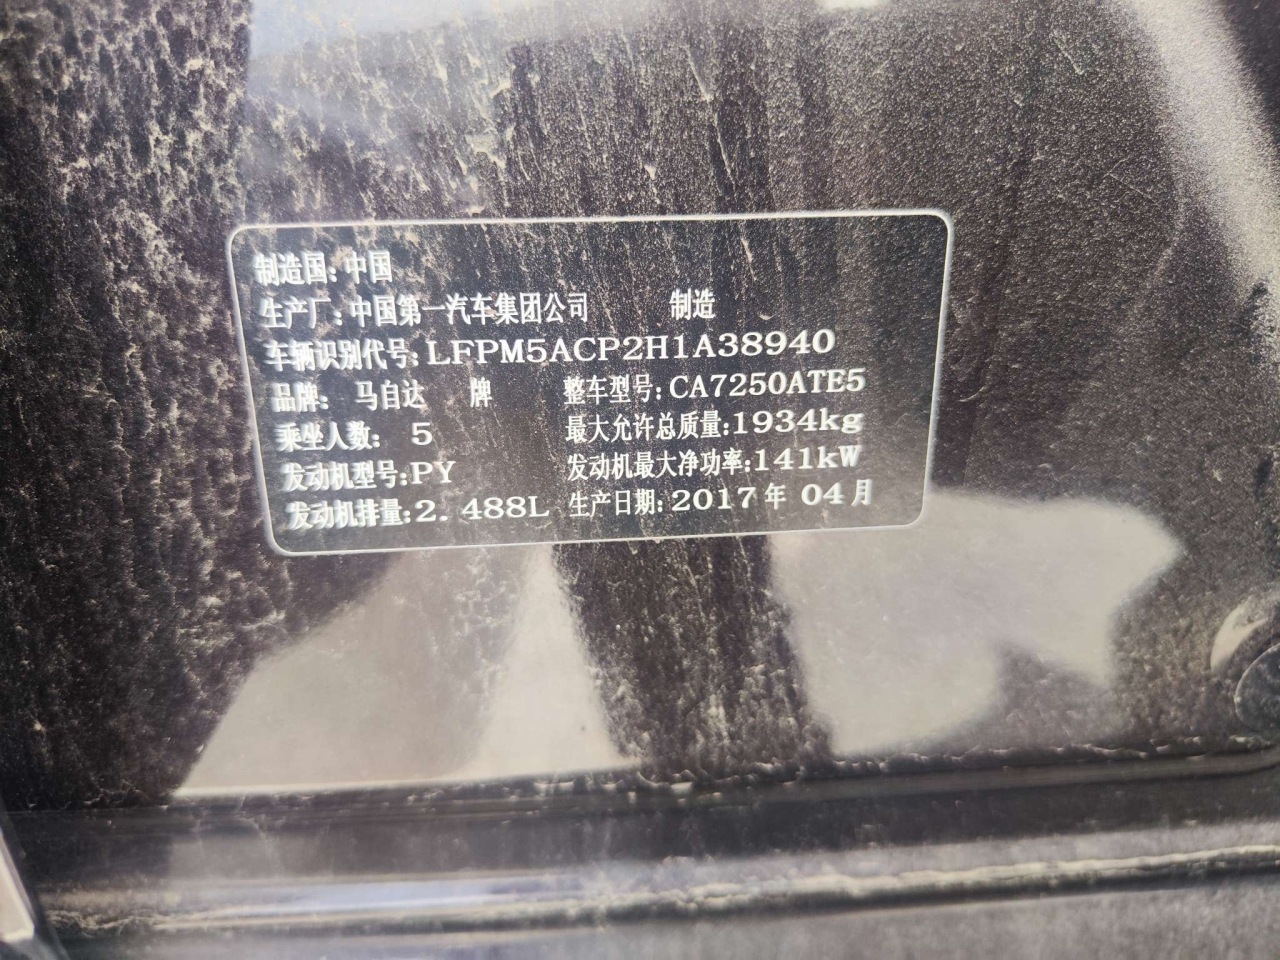 制造国:中国
生产厂:中国第一汽车集团公司 制造
车辆识别代号:LFPM5ACP2H1A38940
品牌: 马自达 牌 整车型号:CA7250ATE5
乘坐人数: 5 最大允许总质量:1934kg
发动机型号:PY 发动机最大净功率:141kW
发动机排量:2.488L 生产日期:2017年 04月